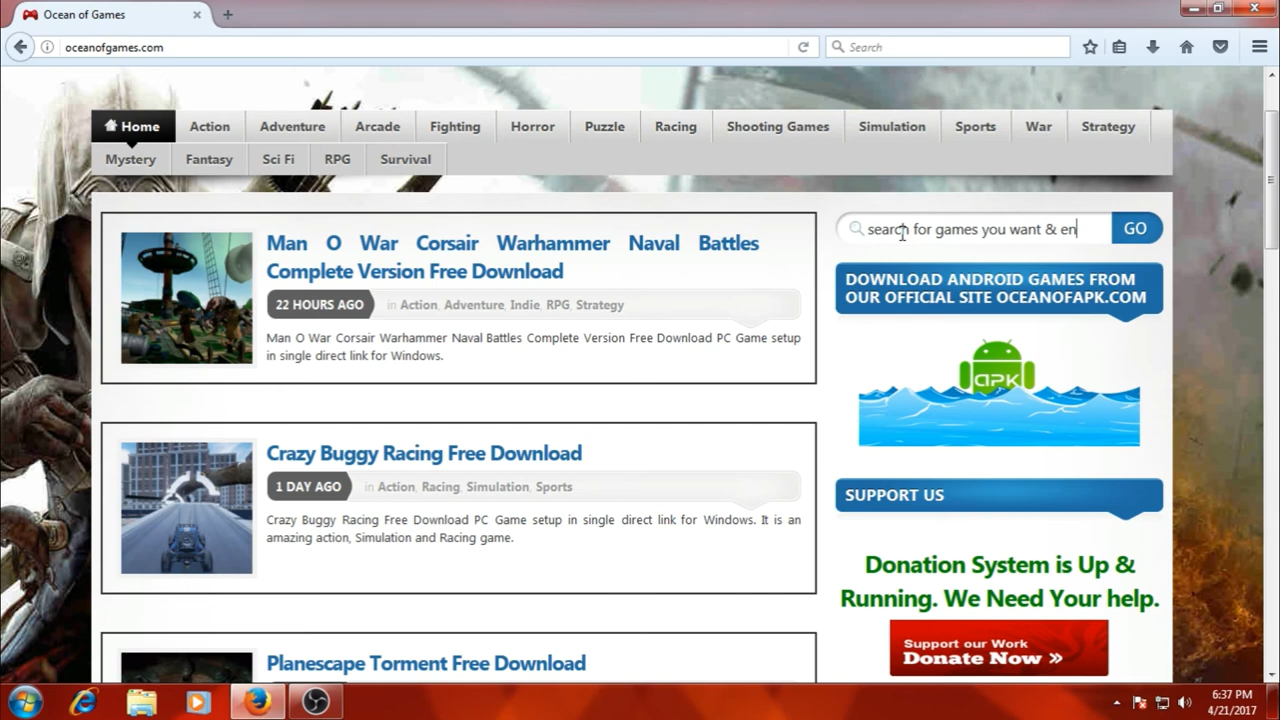 Ocean of Games
oceanofgames.com
Search
Home Action Adventure Arcade Fighting Horror Puzzle Racing Shooting Games Simulation Sports War Strategy
Mystery Fantasy Sci Fi RPG Survival
search for games you want & en
GO
Man O War Corsair Warhammer Naval Battles
Complete Version Free Download
22 HOURS AGO in Action, Adventure, Indie, RPG, Strategy
Man O War Corsair Warhammer Naval Battles Complete Version Free Download PC Game setup
in single direct link for Windows.
DOWNLOAD ANDROID GAMES FROM
OUR OFFICIAL SITE OCEANOFAPK.COM
APK
Crazy Buggy Racing Free Download
1 DAY AGO in Action, Racing, Simulation, Sports
Crazy Buggy Racing Free Download PC Game setup in single direct link for Windows. It is an
amazing action, Simulation and Racing game.
SUPPORT US
Donation System is Up &
Running. We Need Your help.
Support our Work
Donate Now »
Planescape Torment Free Download
6:37 PM
4/21/2017